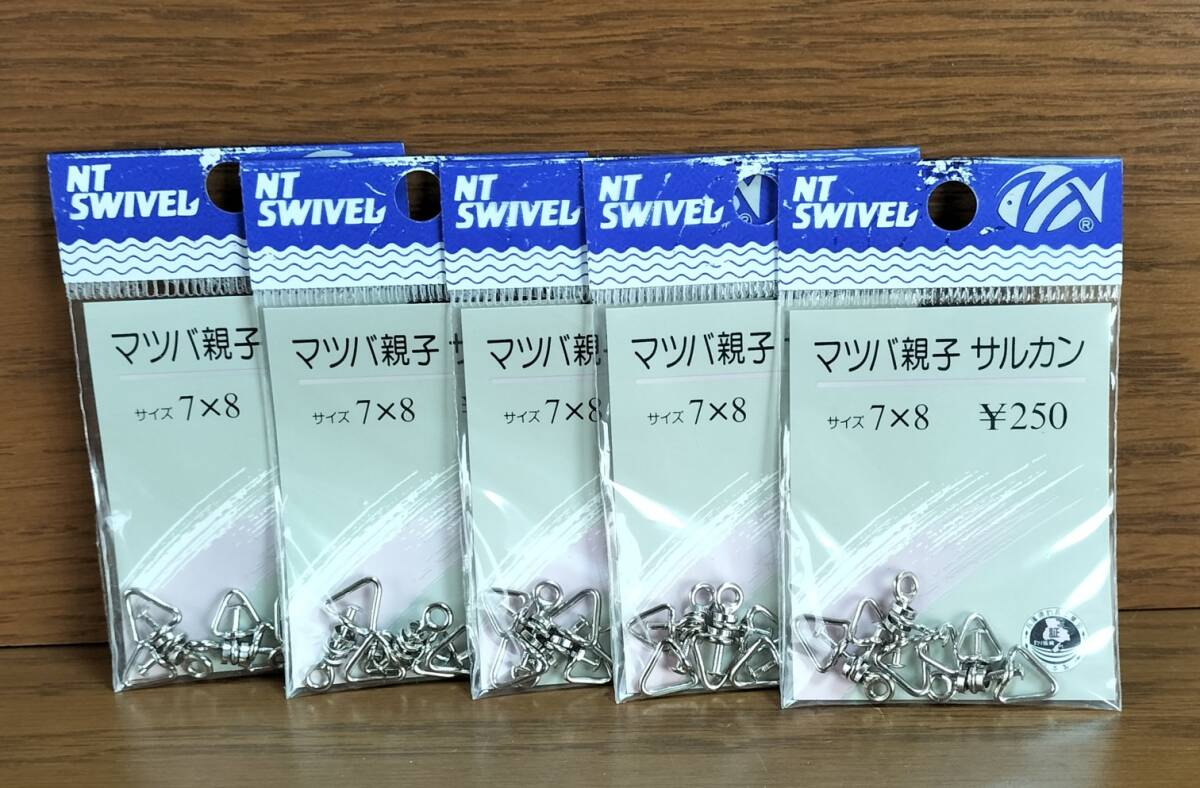 NT
SWIVEL
マツバ親子
サイズ 7×8
NT
SWIVEL
マツバ親子 サ
サイズ 7×8
NT
SWIVEL
マツバ親
サイズ 7×8
NT
SWIVEL
マツバ親子
サイズ 7×8
NT
SWIVEL
®
マツバ親子 サルカン
サイズ 7×8 ¥250
証